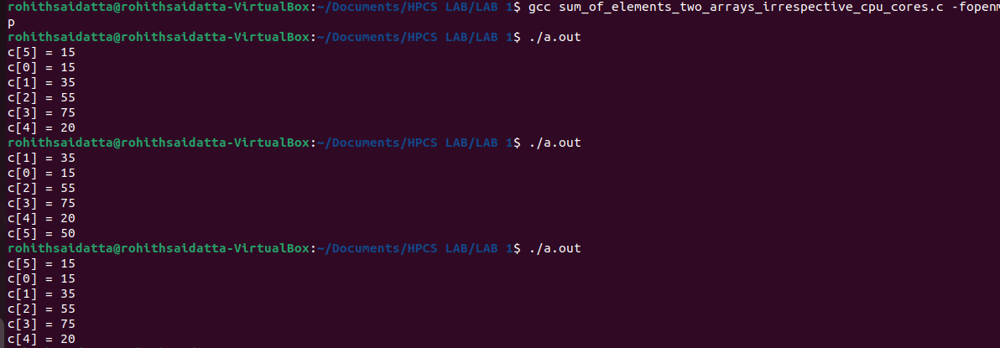 rohithsaidatta@rohithsaidatta-VirtualBox:~/Documents/HPCS LAB/LAB 1$ gcc sum_of_elements_two_arrays_irrespective_cpu_cores.c -fopenm
p
rohithsaidatta@rohithsaidatta-VirtualBox:~/Documents/HPCS LAB/LAB 1$ ./a.out
c[5] = 15
c[0] = 15
c[1] = 35
c[2] = 55
c[3] = 75
c[4] = 20
rohithsaidatta@rohithsaidatta-VirtualBox:~/Documents/HPCS LAB/LAB 1$ ./a.out
c[1] = 35
c[0] = 15
c[2] = 55
c[3] = 75
c[4] = 20
c[5] = 50
rohithsaidatta@rohithsaidatta-VirtualBox:~/Documents/HPCS LAB/LAB 1$ ./a.out
c[5] = 15
c[0] = 15
c[1] = 35
c[2] = 55
c[3] = 75
c[4] = 20